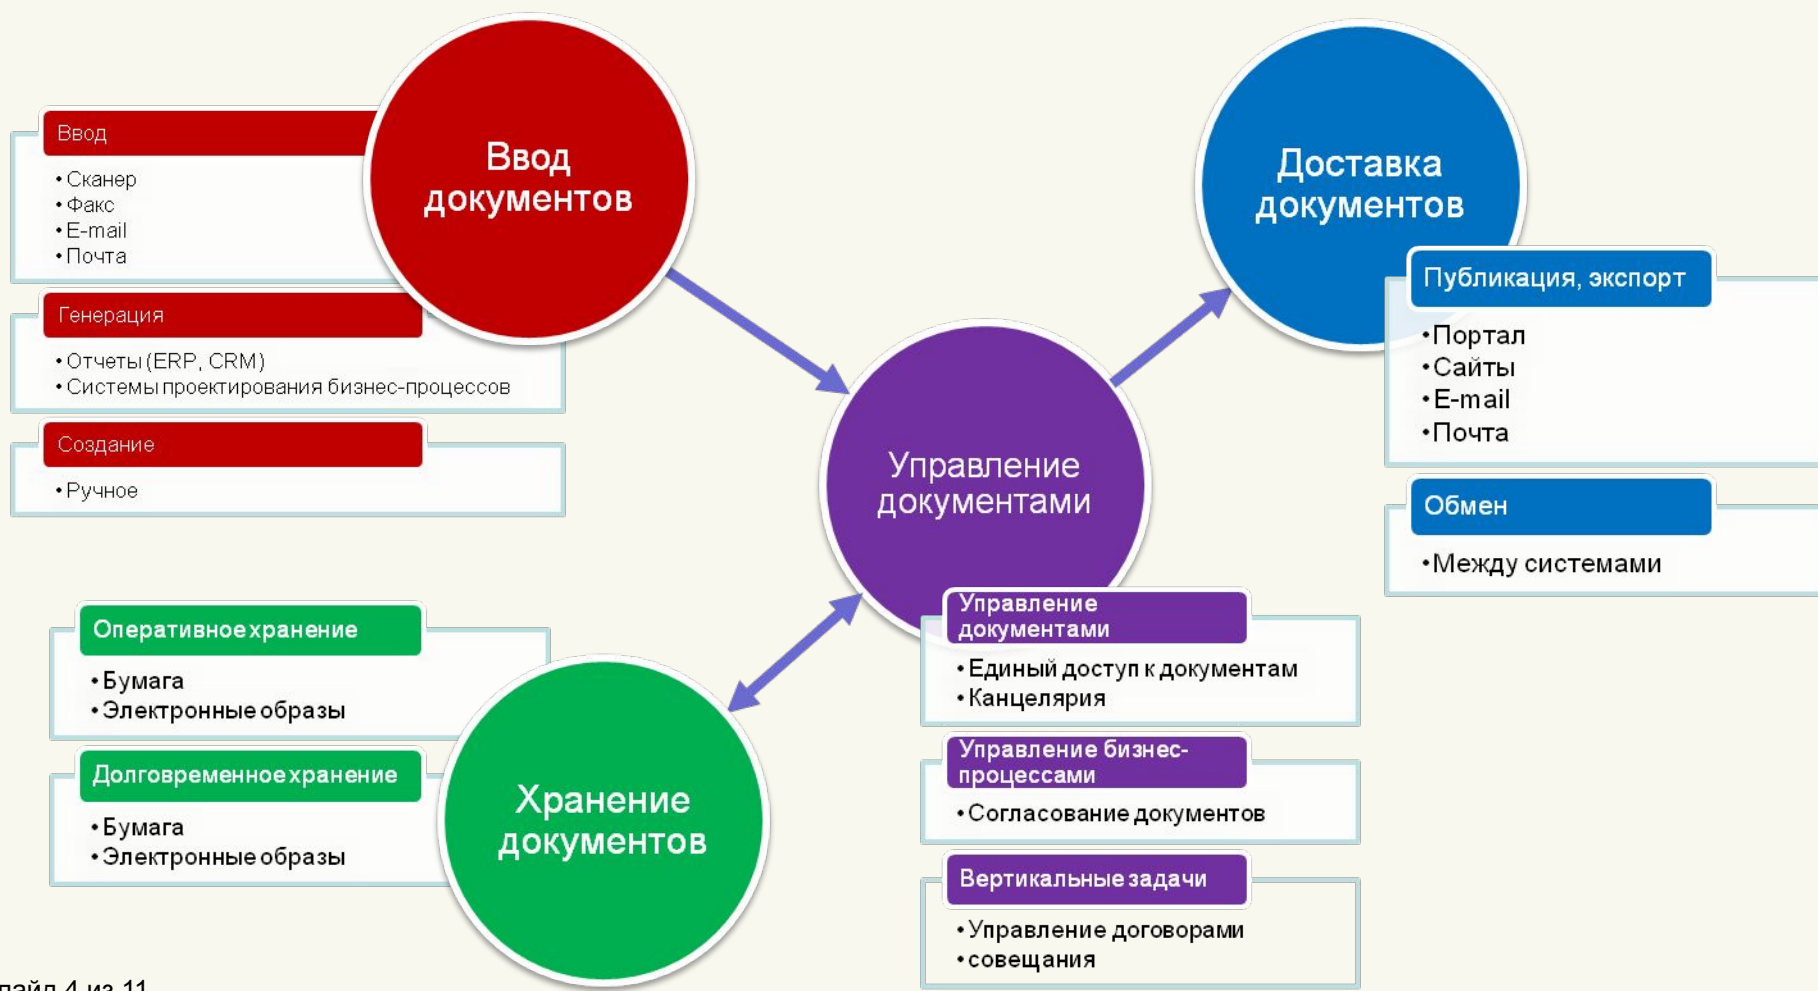 Ввод
документов
Ввод
•Сканер
•Факс
•E-mail
•Почта
Генерация
•Отчеты (ERP, CRM)
•Системы проектирования бизнес-процессов
Создание
•Ручное
Доставка
документов
Публикация, экспорт
•Портал
•Сайты
•E-mail
•Почта
Обмен
•Между системами
Управление
документами
Управление
документами
•Единый доступ к документам
•Канцелярия
Управление бизнес-
процессами
•Согласование документов
Вертикальные задачи
•Управление договорами
•совещания
Оперативное хранение
•Бумага
•Электронные образы
Долговременное хранение
•Бумага
•Электронные образы
Хранение
документов
лайд 4 из 11